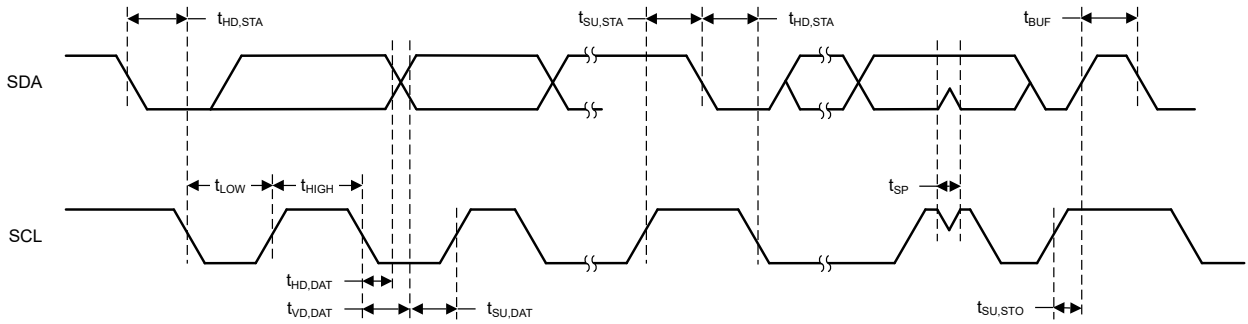 tHD,STA
tSU,STA
tHD,STA
tBUF
SDA
tLOW
tHIGH
tSP
SCL
tHD,DAT
tVD,DAT
tSU,DAT
tSU,STO